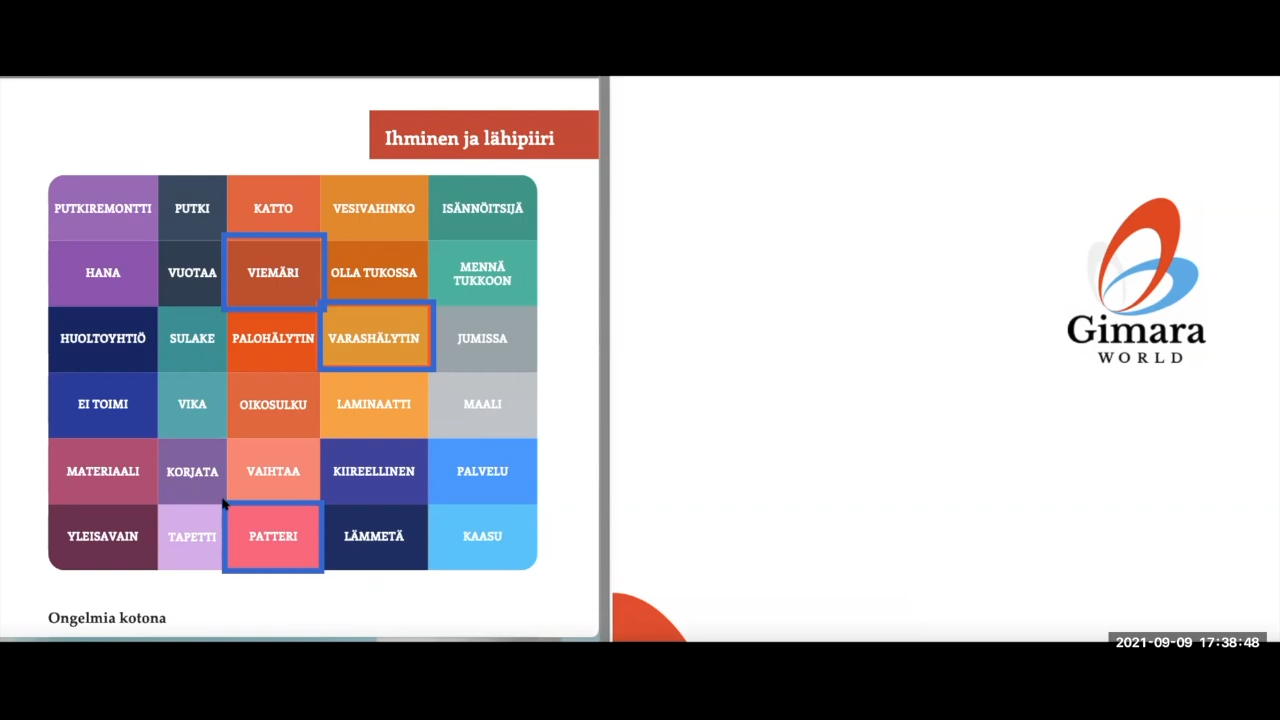 Ihminen ja lähipiiri
PUTKIREMONTTI PUTKI KATTO VESIVAHINKO ISÄNNÖITSIJÄ
HANA VUOTAA VIEMÄRI OLLA TUKOSSA MENNÄ
TUKKOON
HUOLTOYHTIÖ SULAKE PALOHÄLYTIN VARASHÄLYTIN JUMISSA
EI TOIMI VIKA OIKOSULKU LAMINAATTI MAALI
MATERIAALI KORJATA VAIHTAA KIIREELLINEN PALVELU
YLEISAVAIN TAPETTI PATTERI LÄMMETÄ KAASU
Ongelmia kotona
Gimara
WORLD
2021-09-09 17:38:48